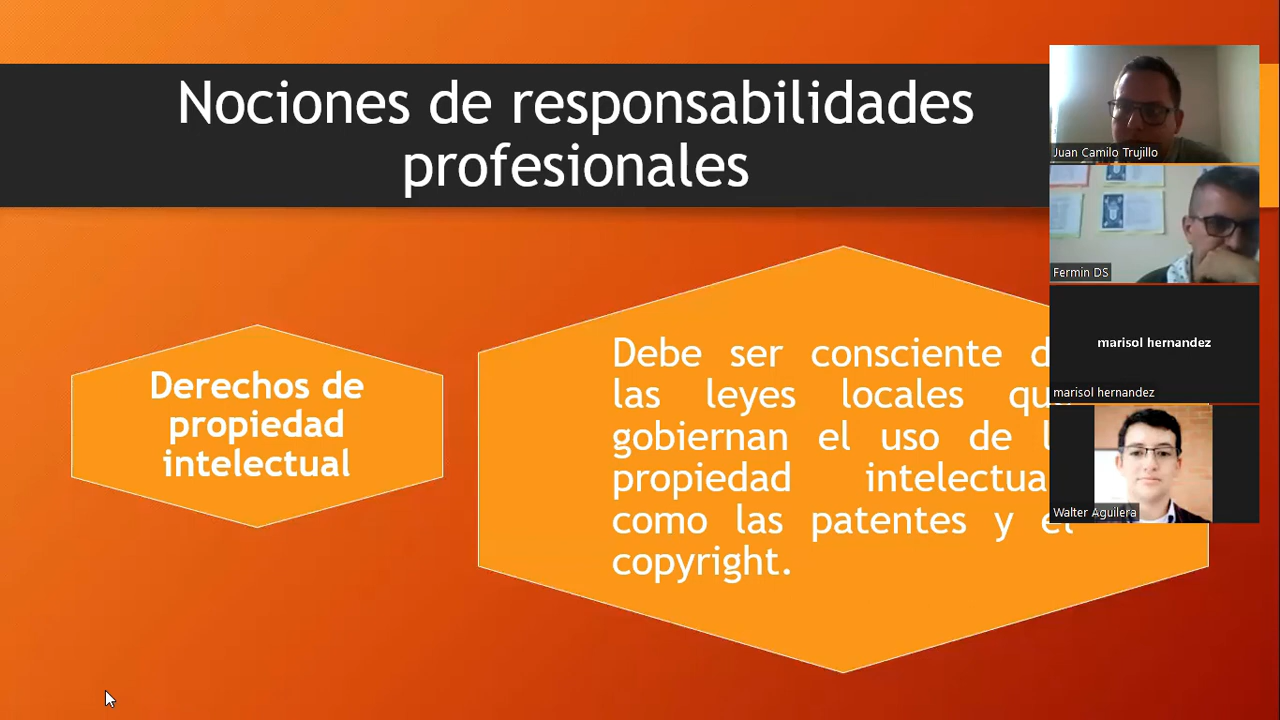 Nociones de responsabilidades
profesionales
Derechos de
propiedad
intelectual
Debe ser consciente
las leyes locales
gobiernan el uso de
propiedad
como las patentes y el
copyright.
Juan Camilo Trujillo
Fermin DS
marisol hernandez
marisol hernandez
Walter Aguilera